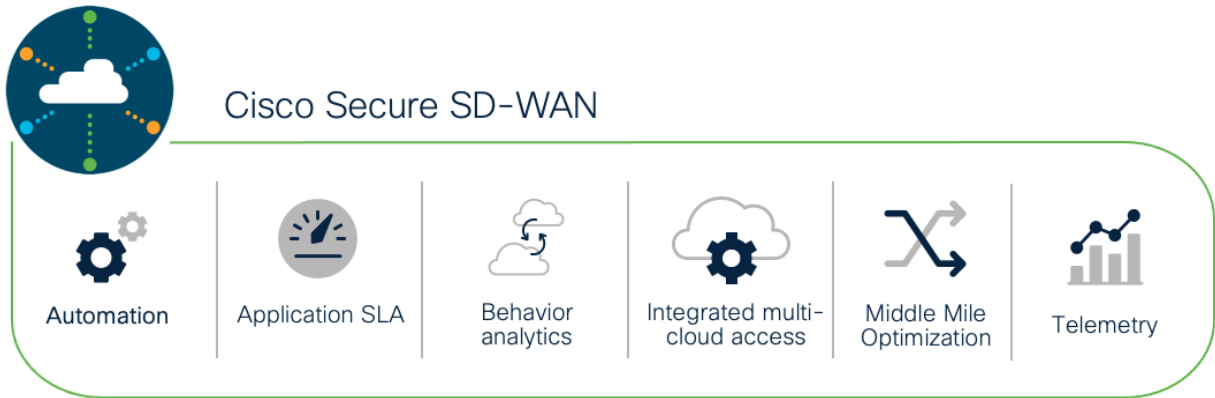 Cisco Secure SD-WAN
Automation
Application SLA
Behavior
analytics
Integrated multi-
cloud access
Middle Mile
Optimization
Telemetry